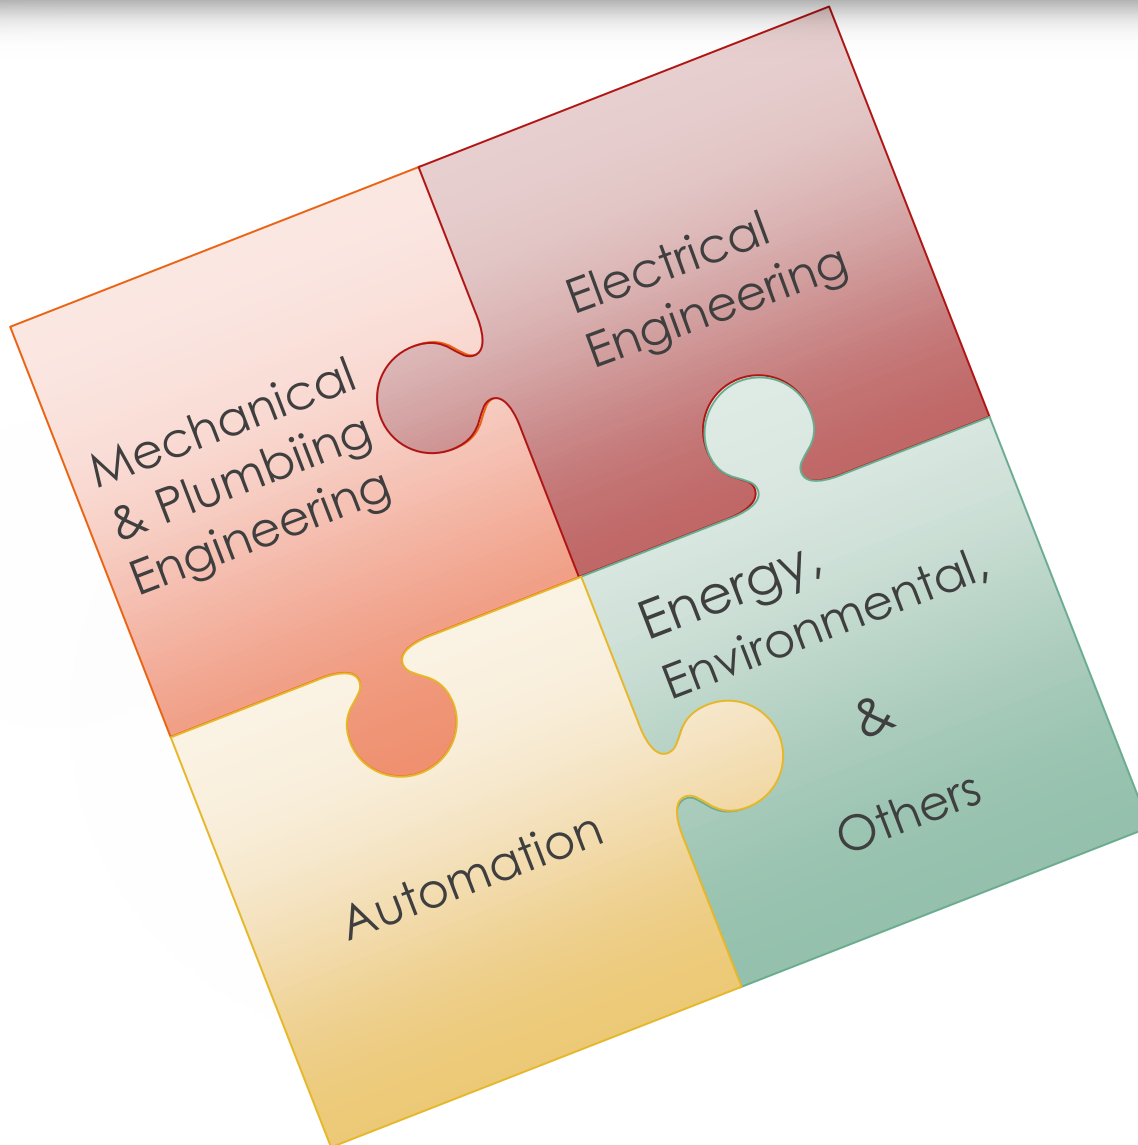 Mechanical
& Plumbiing
Engineering
Electrical
Engineering
Energy,
Environmental,
&
Others
Automation